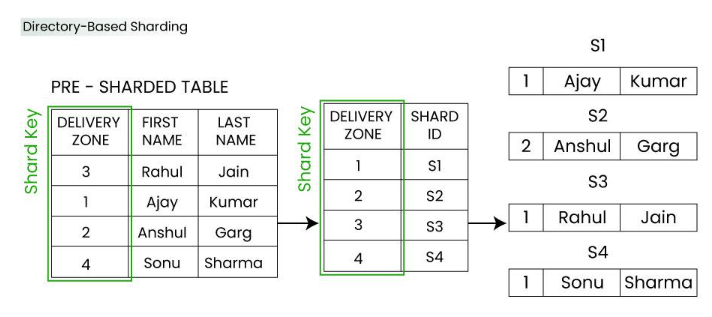 Directory-Based Sharding
PRE - SHARDED TABLE
Shard Key
DELIVERY ZONE FIRST NAME LAST NAME
3 Rahul Jain
1 Ajay Kumar
2 Anshul Garg
4 Sonu Sharma
Shard Key
DELIVERY ZONE SHARD ID
1 S1
2 S2
3 S3
4 S4
S1
1 Ajay Kumar
S2
2 Anshul Garg
S3
1 Rahul Jain
S4
1 Sonu Sharma